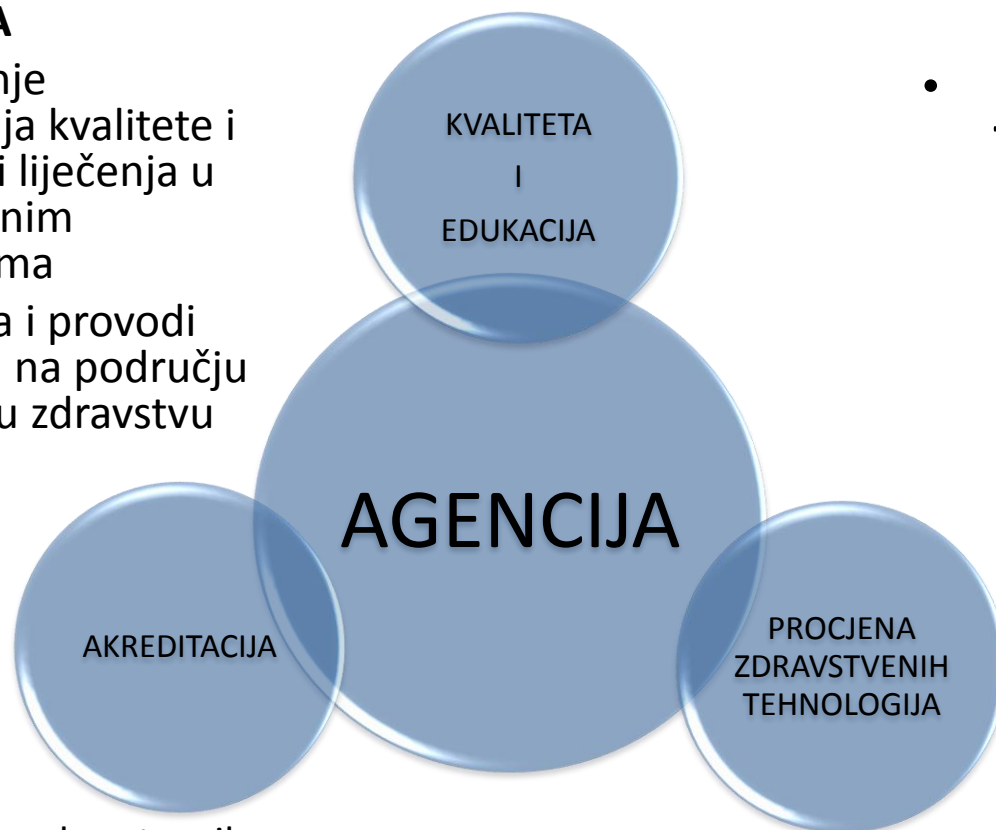 A
nje
ja kvalitete i
i liječenja u
nim
ma
a i provodi
na području
u zdravstvu
KVALITETA
I
EDUKACIJA
•
AGENCIJA
AKREDITACIJA
PROCJENA
ZDRAVSTVENIH
TEHNOLOGIJA